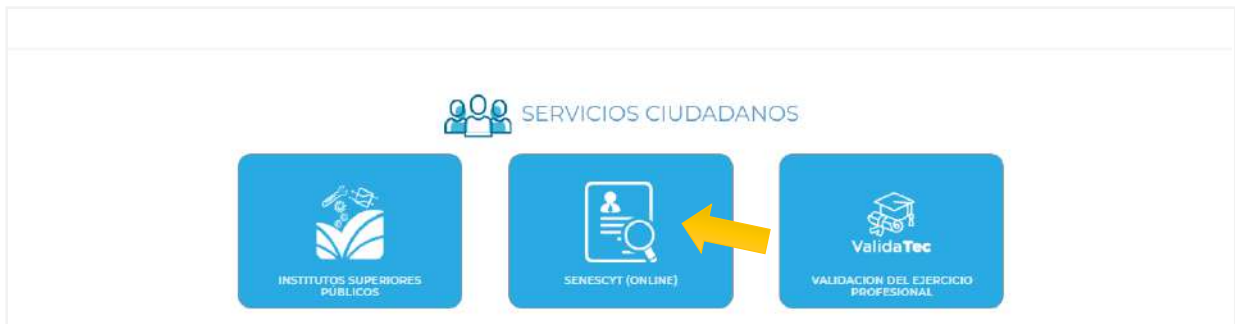 SERVICIOS CIUDADANOS
INSTITUTOS SUPERIORES
PÚBLICOS
SENESCYT (ONLINE)
ValidaTec
VALIDACION DEL EJERCICIO
PROFESIONAL